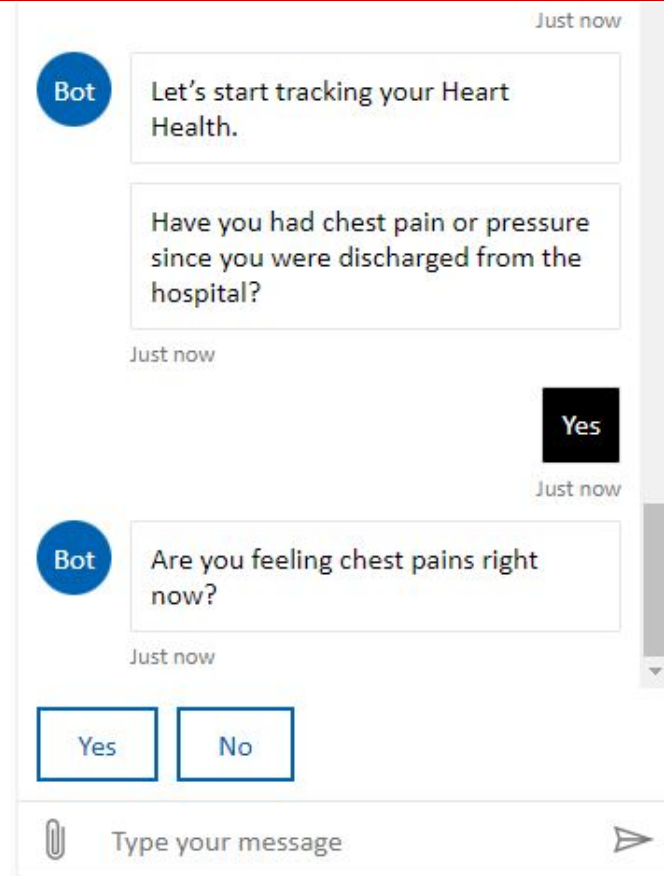 Just now
Bot
Let’s start tracking your Heart
Health.
Have you had chest pain or pressure
since you were discharged from the
hospital?
Just now
Yes
Just now
Bot
Are you feeling chest pains right
now?
Just now
Yes
No
Type your message